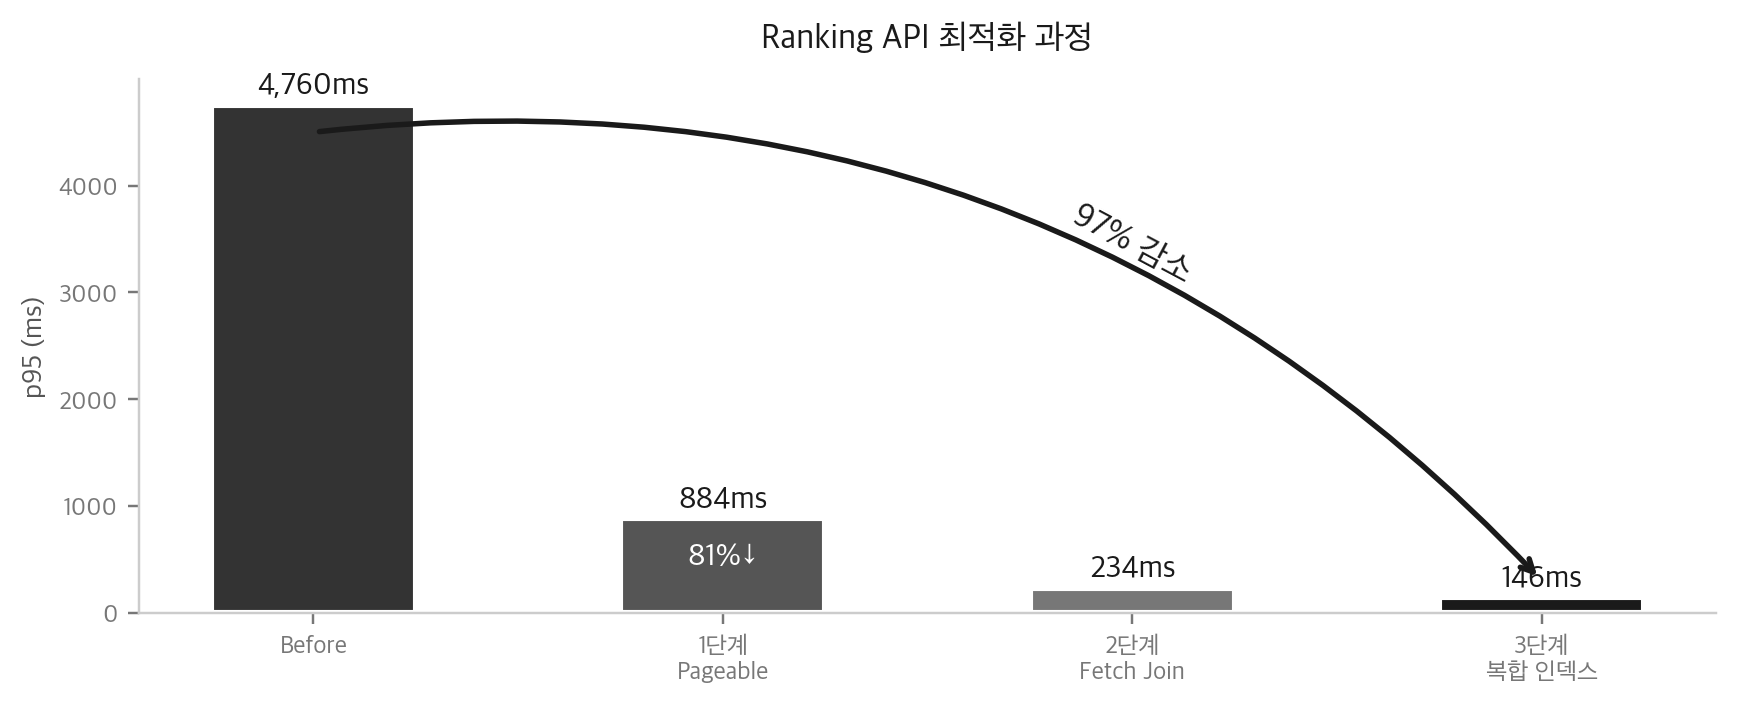 Ranking API 최적화 과정
4,760ms
97% 감소
884ms
81%↓
234ms
146ms
p95 (ms)
4000
3000
2000
1000
0
Before
1단계
Pageable
2단계
Fetch Join
3단계
복합 인덱스